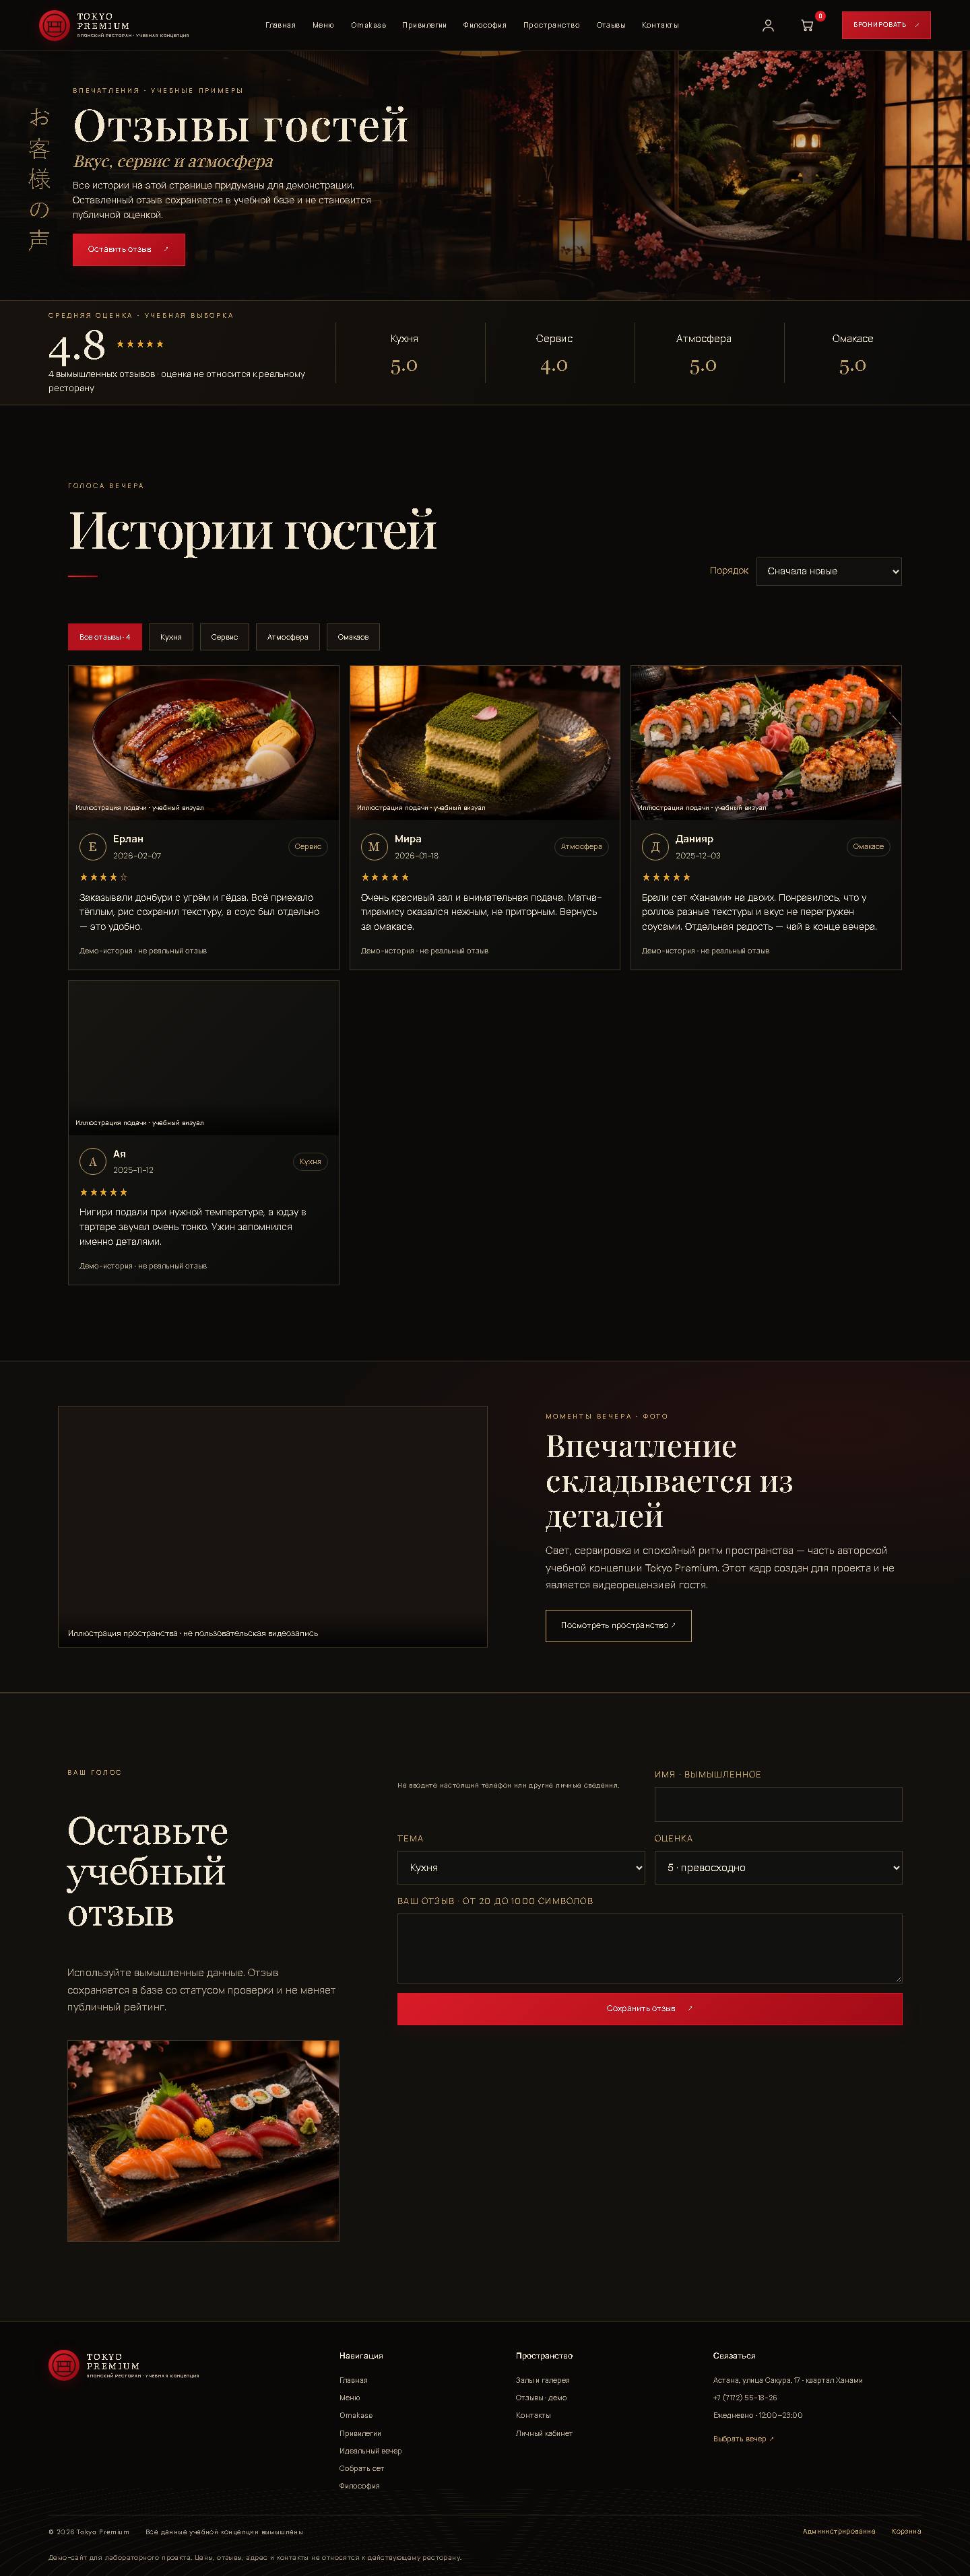 TOKYO
PREMIUM
ЯПОНСКИЙ РЕСТОРАН · УЧЕБНАЯ КОНЦЕПЦИЯ
Главная Меню Omakase Привилегии Философия Пространство Отзывы Контакты
0
БРОНИРОВАТЬ ↗
お客様の声
ВПЕЧАТЛЕНИЯ · УЧЕБНЫЕ ПРИМЕРЫ
Отзывы гостей
Вкус, сервис и атмосфера
Все истории на этой странице придуманы для демонстрации.
Оставленный отзыв сохраняется в учебной базе и не становится
публичной оценкой.
Оставить отзыв ↗
СРЕДНЯЯ ОЦЕНКА · УЧЕБНАЯ ВЫБОРКА
4.8 ★★★★★
4 вымышленных отзывов · оценка не относится к реальному
ресторану
Кухня
5.0
Сервис
4.0
Атмосфера
5.0
Омакасе
5.0
ГОЛОСА ВЕЧЕРА
Истории гостей
Порядок
Сначала новые
Все отзывы · 4 Кухня Сервис Атмосфера Омакасе
Иллюстрация подачи · учебный визуал
Е
Ерлан
2026-02-07
Сервис
★★★★☆
Заказывали донбури с угрём и гёдза. Всё приехало
тёплым, рис сохранил текстуру, а соус был отдельно
— это удобно.
Демо-история · не реальный отзыв
Иллюстрация подачи · учебный визуал
М
Мира
2026-01-18
Атмосфера
★★★★★
Очень красивый зал и внимательная подача. Матча-
тирамису оказался нежным, не приторным. Вернусь
за омакасе.
Демо-история · не реальный отзыв
Иллюстрация подачи · учебный визуал
Д
Данияр
2025-12-03
Омакасе
★★★★★
Брали сет «Ханами» на двоих. Понравилось, что у
роллов разные текстуры и вкус не перегружен
соусами. Отдельная радость — чай в конце вечера.
Демо-история · не реальный отзыв
Иллюстрация подачи · учебный визуал
А
Ая
2025-11-12
Кухня
★★★★★
Нигири подали при нужной температуре, а юдзу в
тартаре звучал очень тонко. Ужин запомнился
именно деталями.
Демо-история · не реальный отзыв
Иллюстрация пространства · не пользовательская видеозапись
МОМЕНТЫ ВЕЧЕРА · ФОТО
Впечатление
складывается из
деталей
Свет, сервировка и спокойный ритм пространства — часть авторской
учебной концепции Tokyo Premium. Этот кадр создан для проекта и не
является видеорецензией гостя.
Посмотреть пространство ↗
ВАШ ГОЛОС
Оставьте
учебный
отзыв
Используйте вымышленные данные. Отзыв
сохраняется в базе со статусом проверки и не меняет
публичный рейтинг.
Не вводите настоящий телефон или другие личные сведения.
ИМЯ · ВЫМЫШЛЕННОЕ
ТЕМА
Кухня
ОЦЕНКА
5 · превосходно
ВАШ ОТЗЫВ · ОТ 20 ДО 1000 СИМВОЛОВ
Сохранить отзыв ↗
TOKYO
PREMIUM
ЯПОНСКИЙ РЕСТОРАН · УЧЕБНАЯ КОНЦЕПЦИЯ
Навигация
Главная
Меню
Omakase
Привилегии
Идеальный вечер
Собрать сет
Философия
Пространство
Залы и галерея
Отзывы · демо
Контакты
Личный кабинет
Связаться
Астана, улица Сакура, 17 · квартал Ханами
+7 (7172) 55-18-26
Ежедневно · 12:00–23:00
Выбрать вечер ↗
© 2026 Tokyo Premium Все данные учебной концепции вымышлены
Администрирование Корзина
Демо-сайт для лабораторного проекта. Цены, отзывы, адрес и контакты не относятся к действующему ресторану.